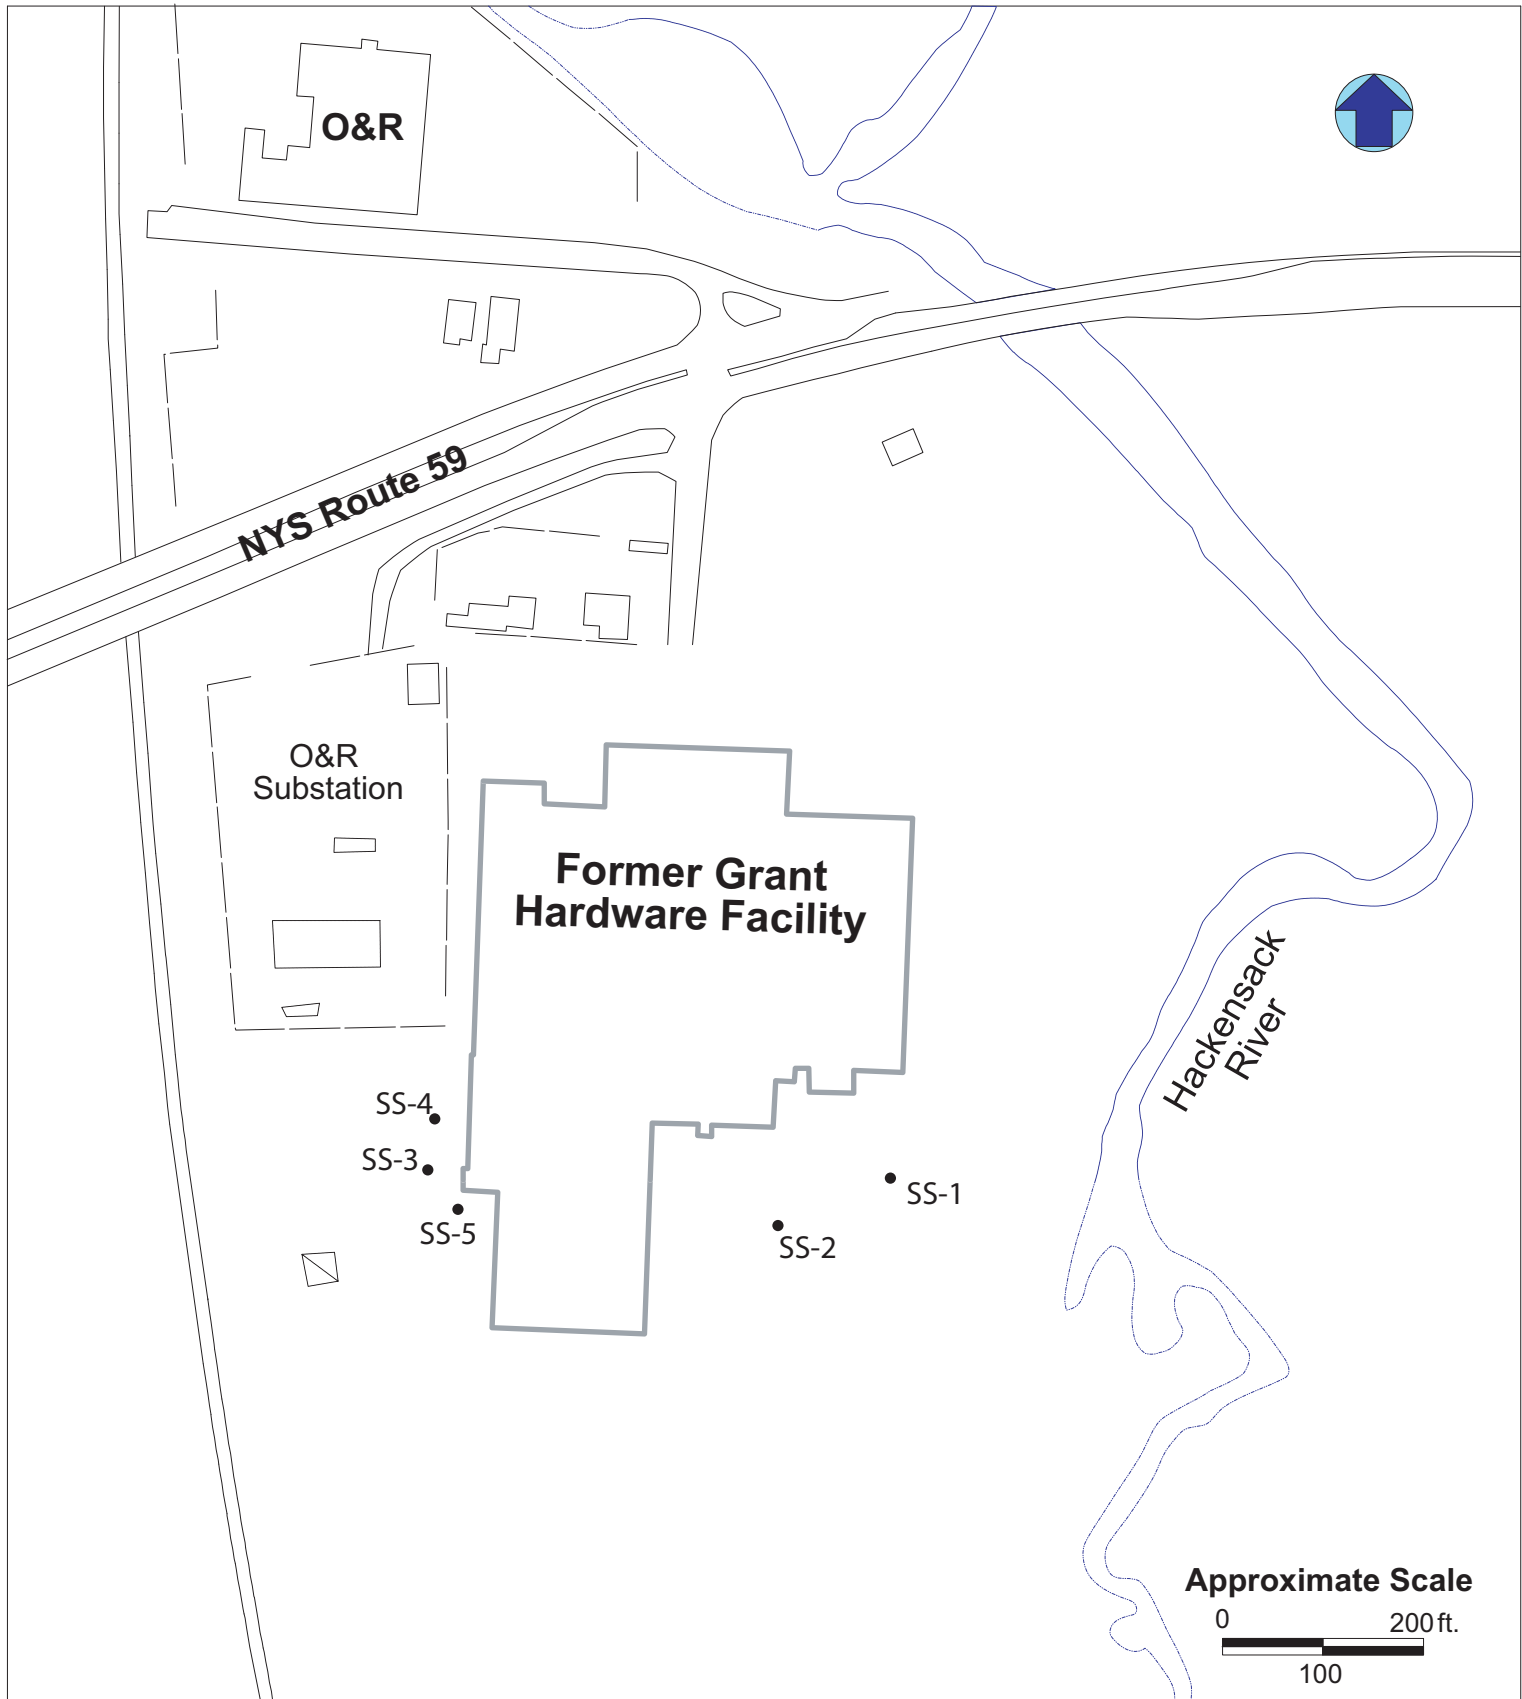 O&R
NYS Route 59
O&R
Substation
Former Grant
Hardware Facility
Hackensack
River
SS-4
SS-3
SS-5
SS-1
SS-2
Approximate Scale
0 200 ft.
100